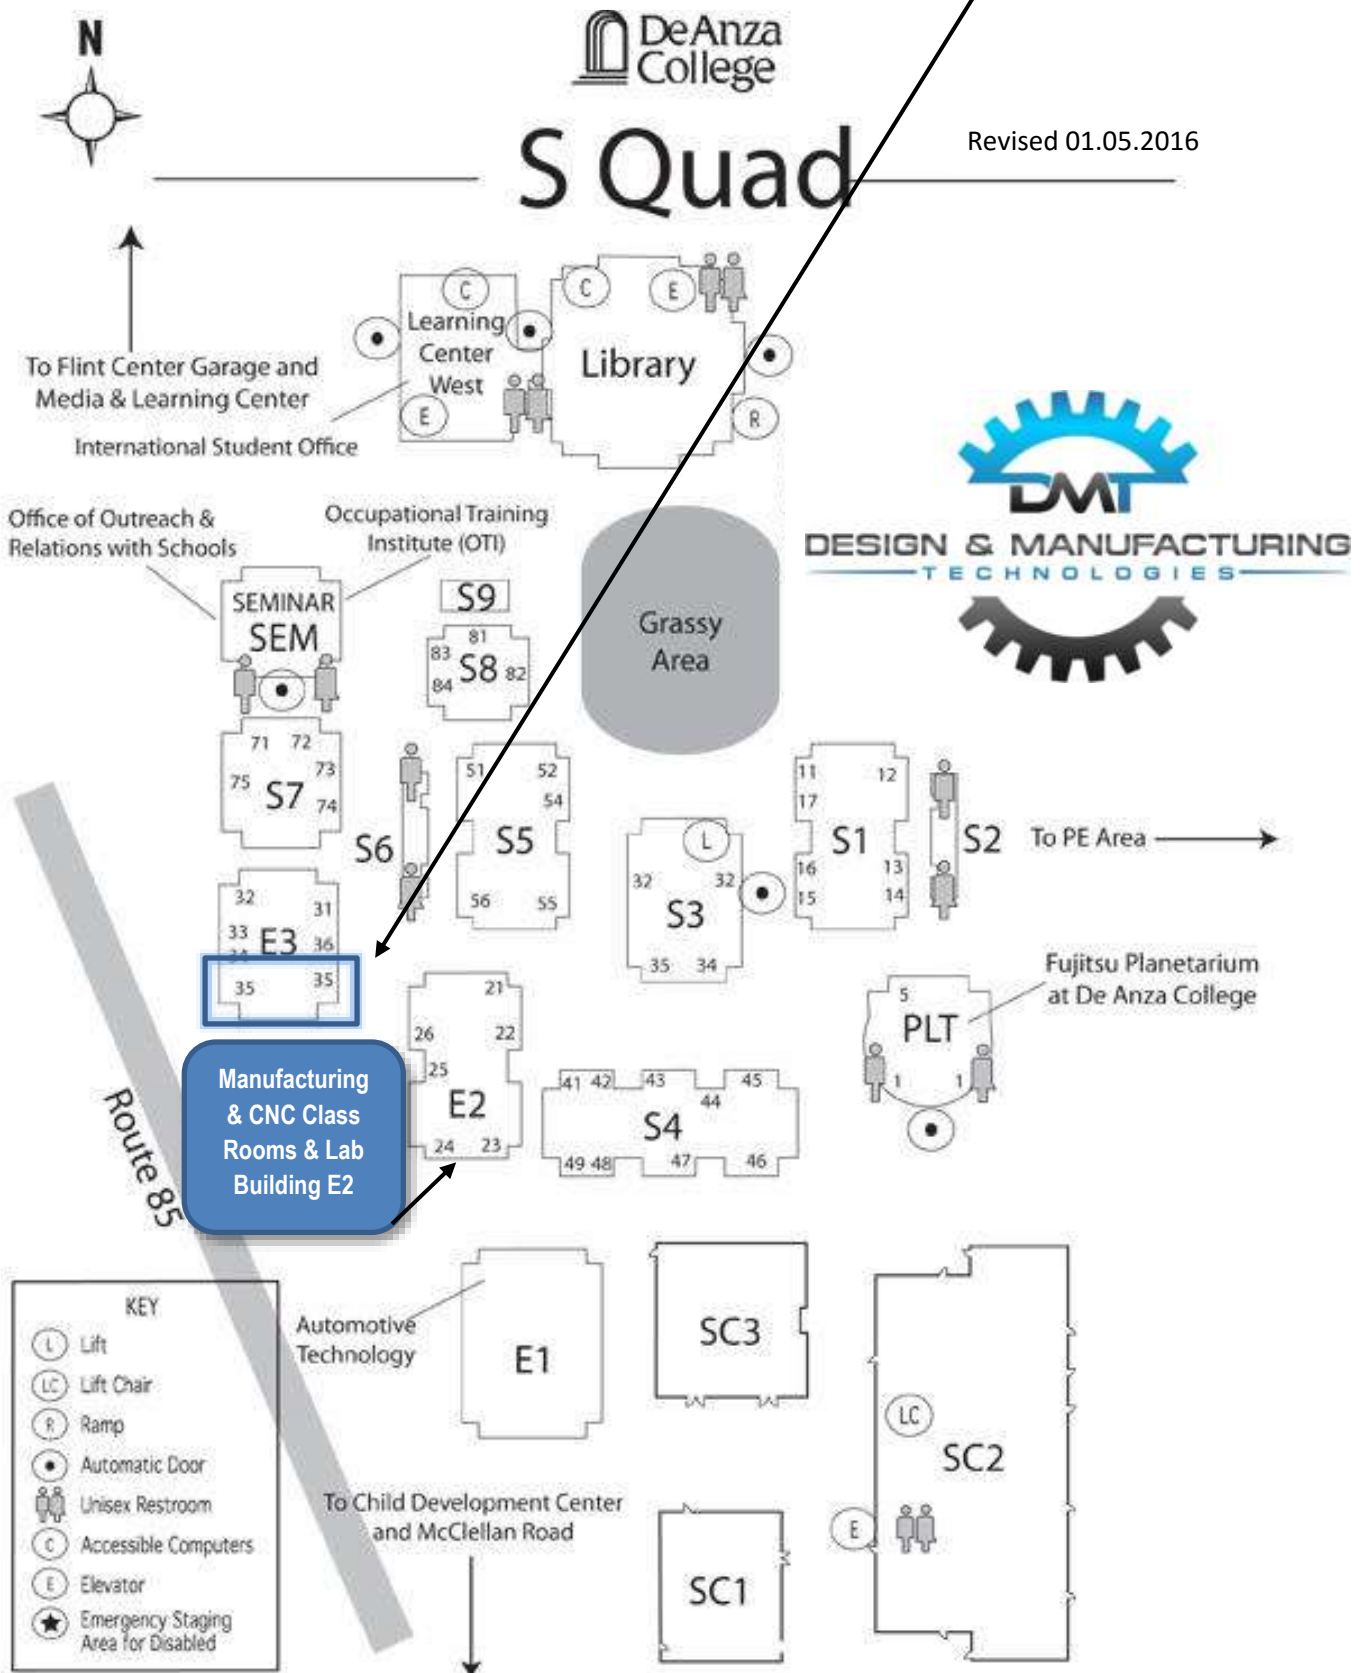 N
DeAnza
College
S Quad
Revised 01.05.2016
C
C
E
Learning
Center
West
Library
E
R
To Flint Center Garage and
Media & Learning Center
International Student Office
DMT
DESIGN & MANUFACTURING
TECHNOLOGIES
Office of Outreach &
Relations with Schools
Occupational Training
Institute (OTI)
SEMINAR
SEM
S9
81
83
S8
82
84
Grassy
Area
71 72
75
73
S7
74
S6
51 52
54
S5
56 55
L
32 32
S3
35 34
11 12
17
S1
16 13
15 14
S2
To PE Area
32
31
33
E3
36
34
35 35
21
26 22
25
E2
24 23
Fujitsu Planetarium
at De Anza College
5
PLT
1 1
Manufacturing
& CNC Class
Rooms & Lab
Building E2
41 42 43 45
44
S4
49 48 47 46
Route 85
Automotive
Technology
E1
SC3
LC
SC2
E
SC1
To Child Development Center
and McClellan Road
KEY
L Lift
LC Lift Chair
R Ramp
Automatic Door
Unisex Restroom
C Accessible Computers
E Elevator
Emergency Staging
Area for Disabled